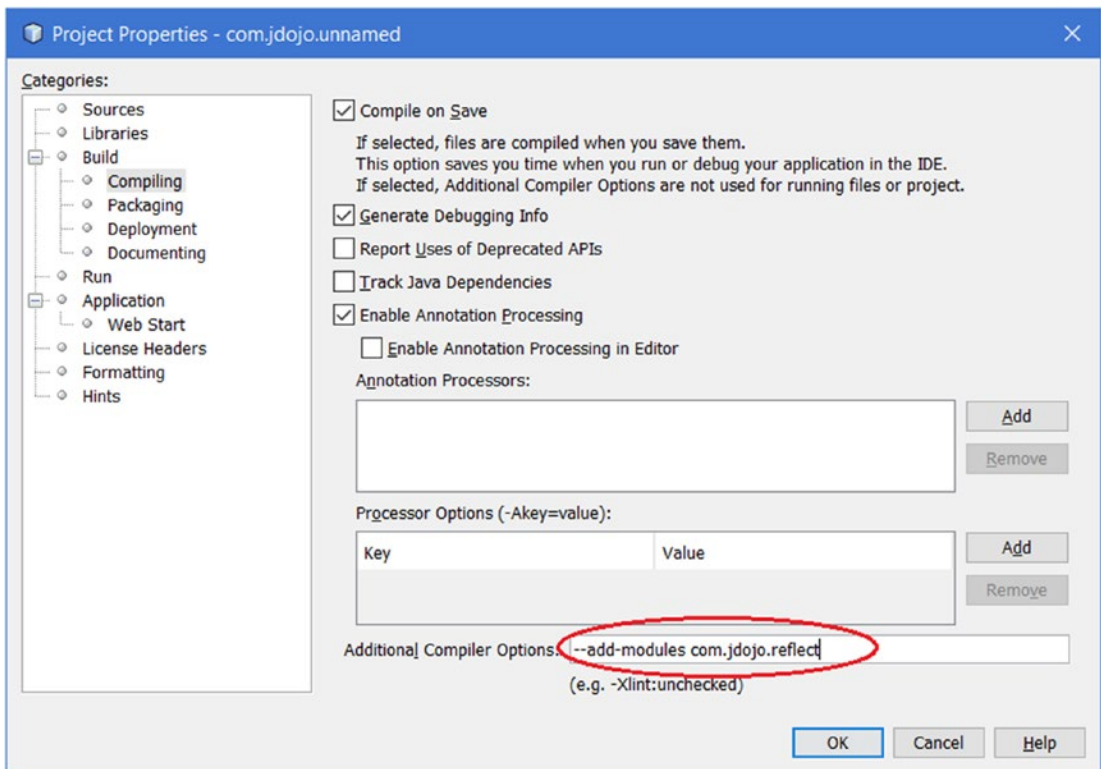 Project Properties - com.jdojo.unnamed
Categories:
Sources
Libraries
Build
Compiling
Packaging
Deployment
Documenting
Run
Application
Web Start
License Headers
Formatting
Hints
Compile on Save
If selected, files are compiled when you save them.
This option saves you time when you run or debug your application in the IDE.
If selected, Additional Compiler Options are not used for running files or project.
Generate Debugging Info
Report Uses of Deprecated APIs
Track Java Dependencies
Enable Annotation Processing
Enable Annotation Processing in Editor
Annotation Processors:
Add
Remove
Processor Options (-Akey=value):
Key Value
Add
Remove
Additional Compiler Options: --add-modules com.jdojo.reflect
(e.g. -Xlint:unchecked)
OK Cancel Help